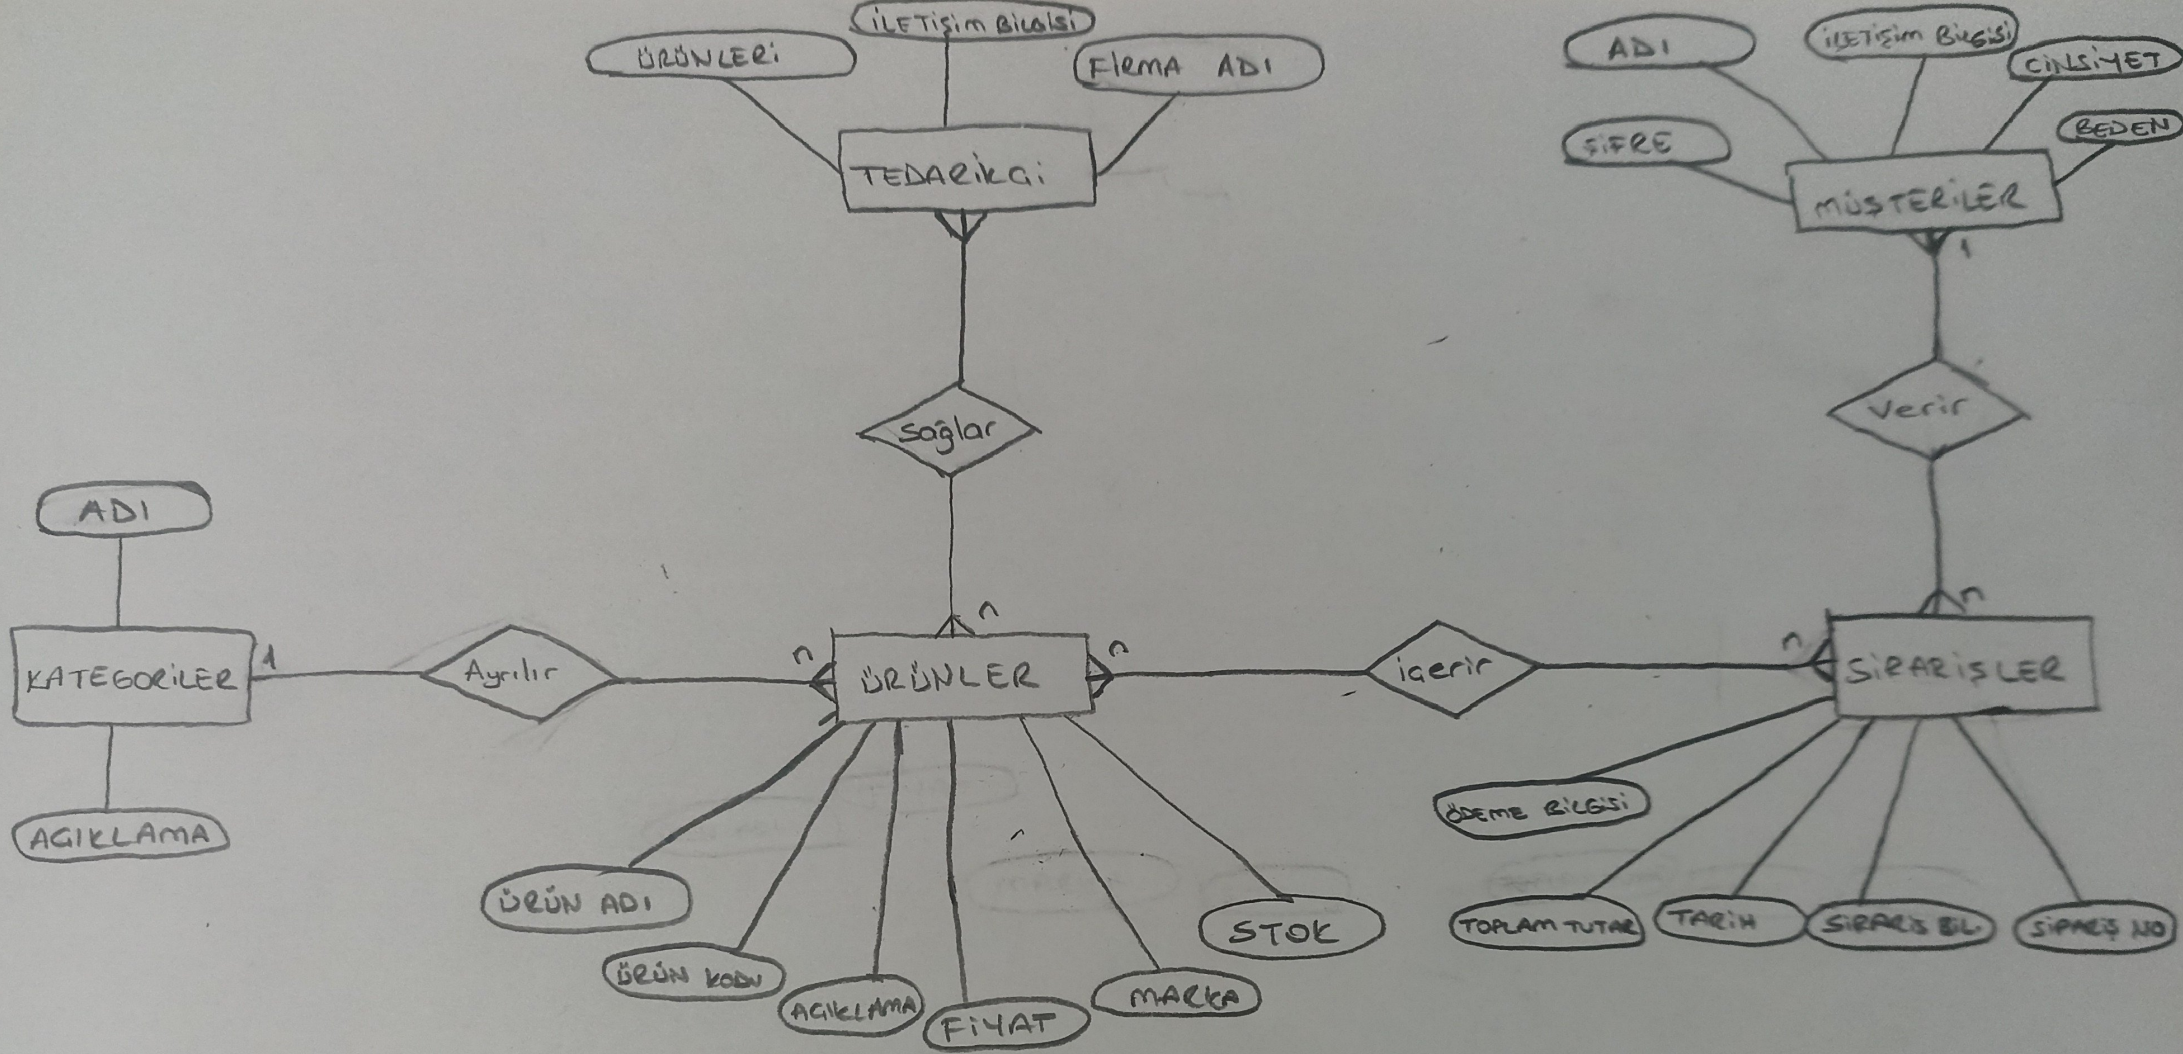 İLETİŞİM BİLGİSİ
ÜRÜNLERİ
FİRMA ADI
TEDARİKÇİ
ADI
İLETİŞİM BİLGİSİ
CİNSİYET
ŞİFRE
BEDEN
MÜŞTERİLER
1
Sağlar
Verir
ADI
n
n
KATEGORİLER
1
Ayrılır
n
ÜRÜNLER
n
içerir
n
SİPARİŞLER
AÇIKLAMA
ÖDEME BİLGİSİ
ÜRÜN ADI
ÜRÜN KODU
AÇIKLAMA
FİYAT
MARKA
STOK
TOPLAM TUTAR
TARİH
SİPARİŞ BİL.
SİPARİŞ NO